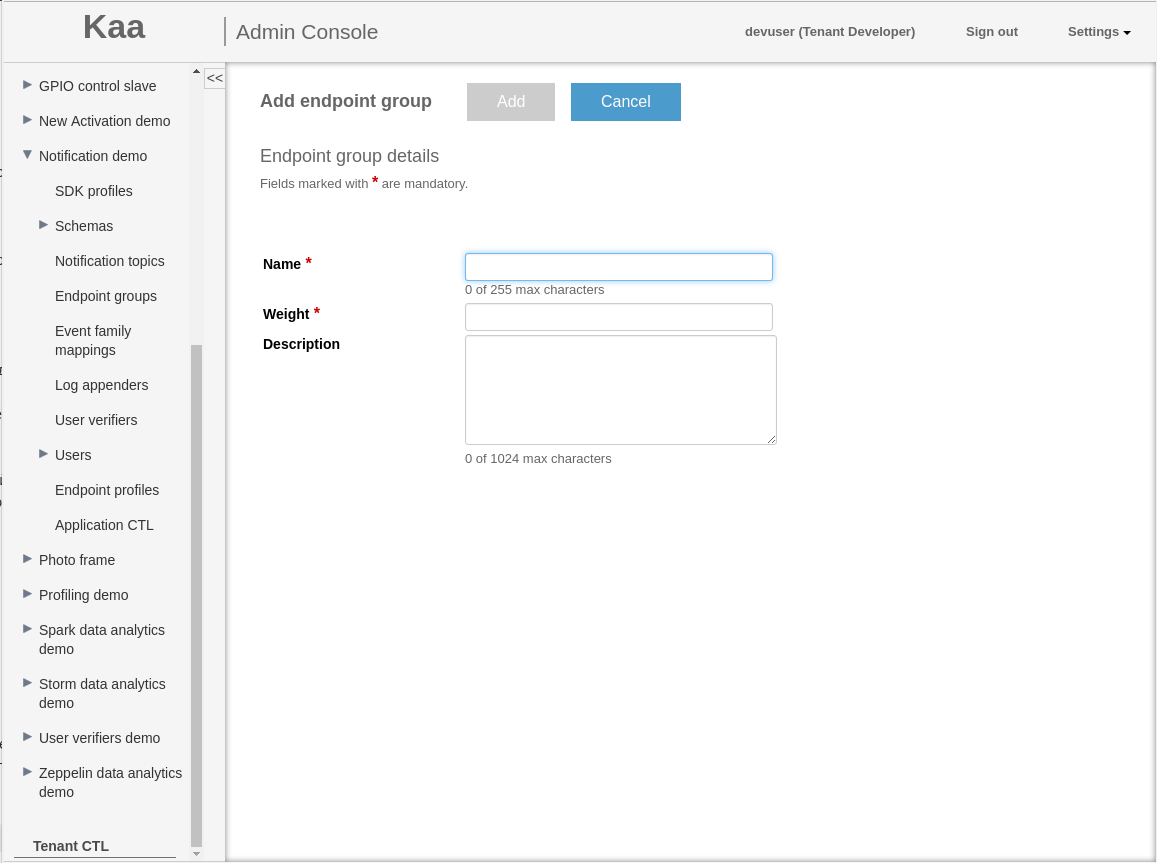 Kaa
Admin Console
devuser (Tenant Developer)
Sign out
Settings
<<
GPIO control slave
New Activation demo
Notification demo
SDK profiles
Schemas
Notification topics
Endpoint groups
Event family
mappings
Log appenders
User verifiers
Users
Endpoint profiles
Application CTL
Photo frame
Profiling demo
Spark data analytics
demo
Storm data analytics
demo
User verifiers demo
Zeppelin data analytics
demo
Tenant CTL
Add endpoint group
Add
Cancel
Endpoint group details
Fields marked with * are mandatory.
Name *
0 of 255 max characters
Weight *
Description
0 of 1024 max characters